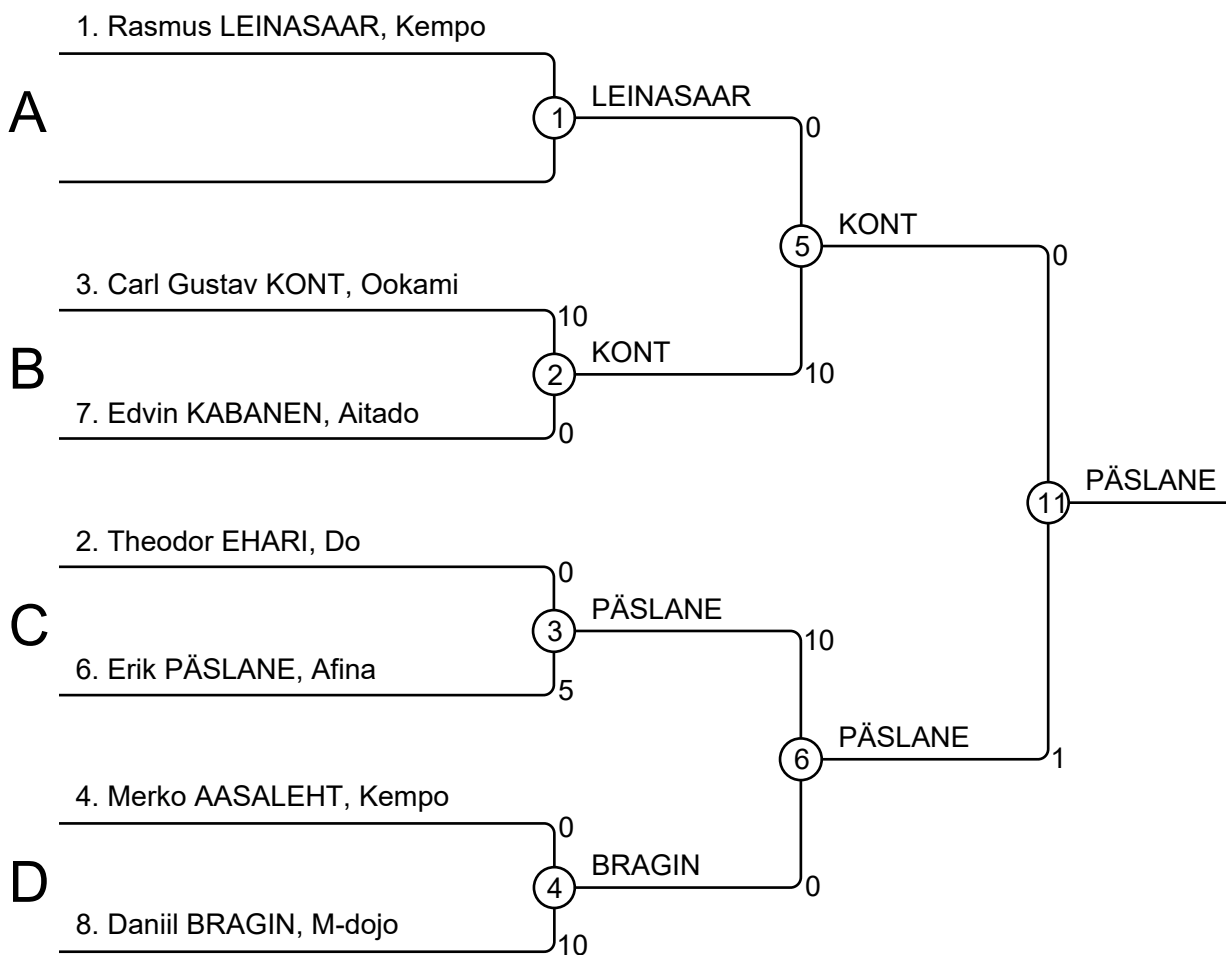 1. Rasmus LEINASAAR, Kempo
A
1
LEINASAAR
0
5
KONT
0
3. Carl Gustav KONT, Ookami
10
B
2
KONT
10
7. Edvin KABANEN, Aitado
0
11
PÄSLANE
2. Theodor EHARI, Do
0
C
3
PÄSLANE
10
6. Erik PÄSLANE, Afina
5
6
PÄSLANE
1
4. Merko AASALEHT, Kempo
0
D
4
BRAGIN
0
8. Daniil BRAGIN, M-dojo
10